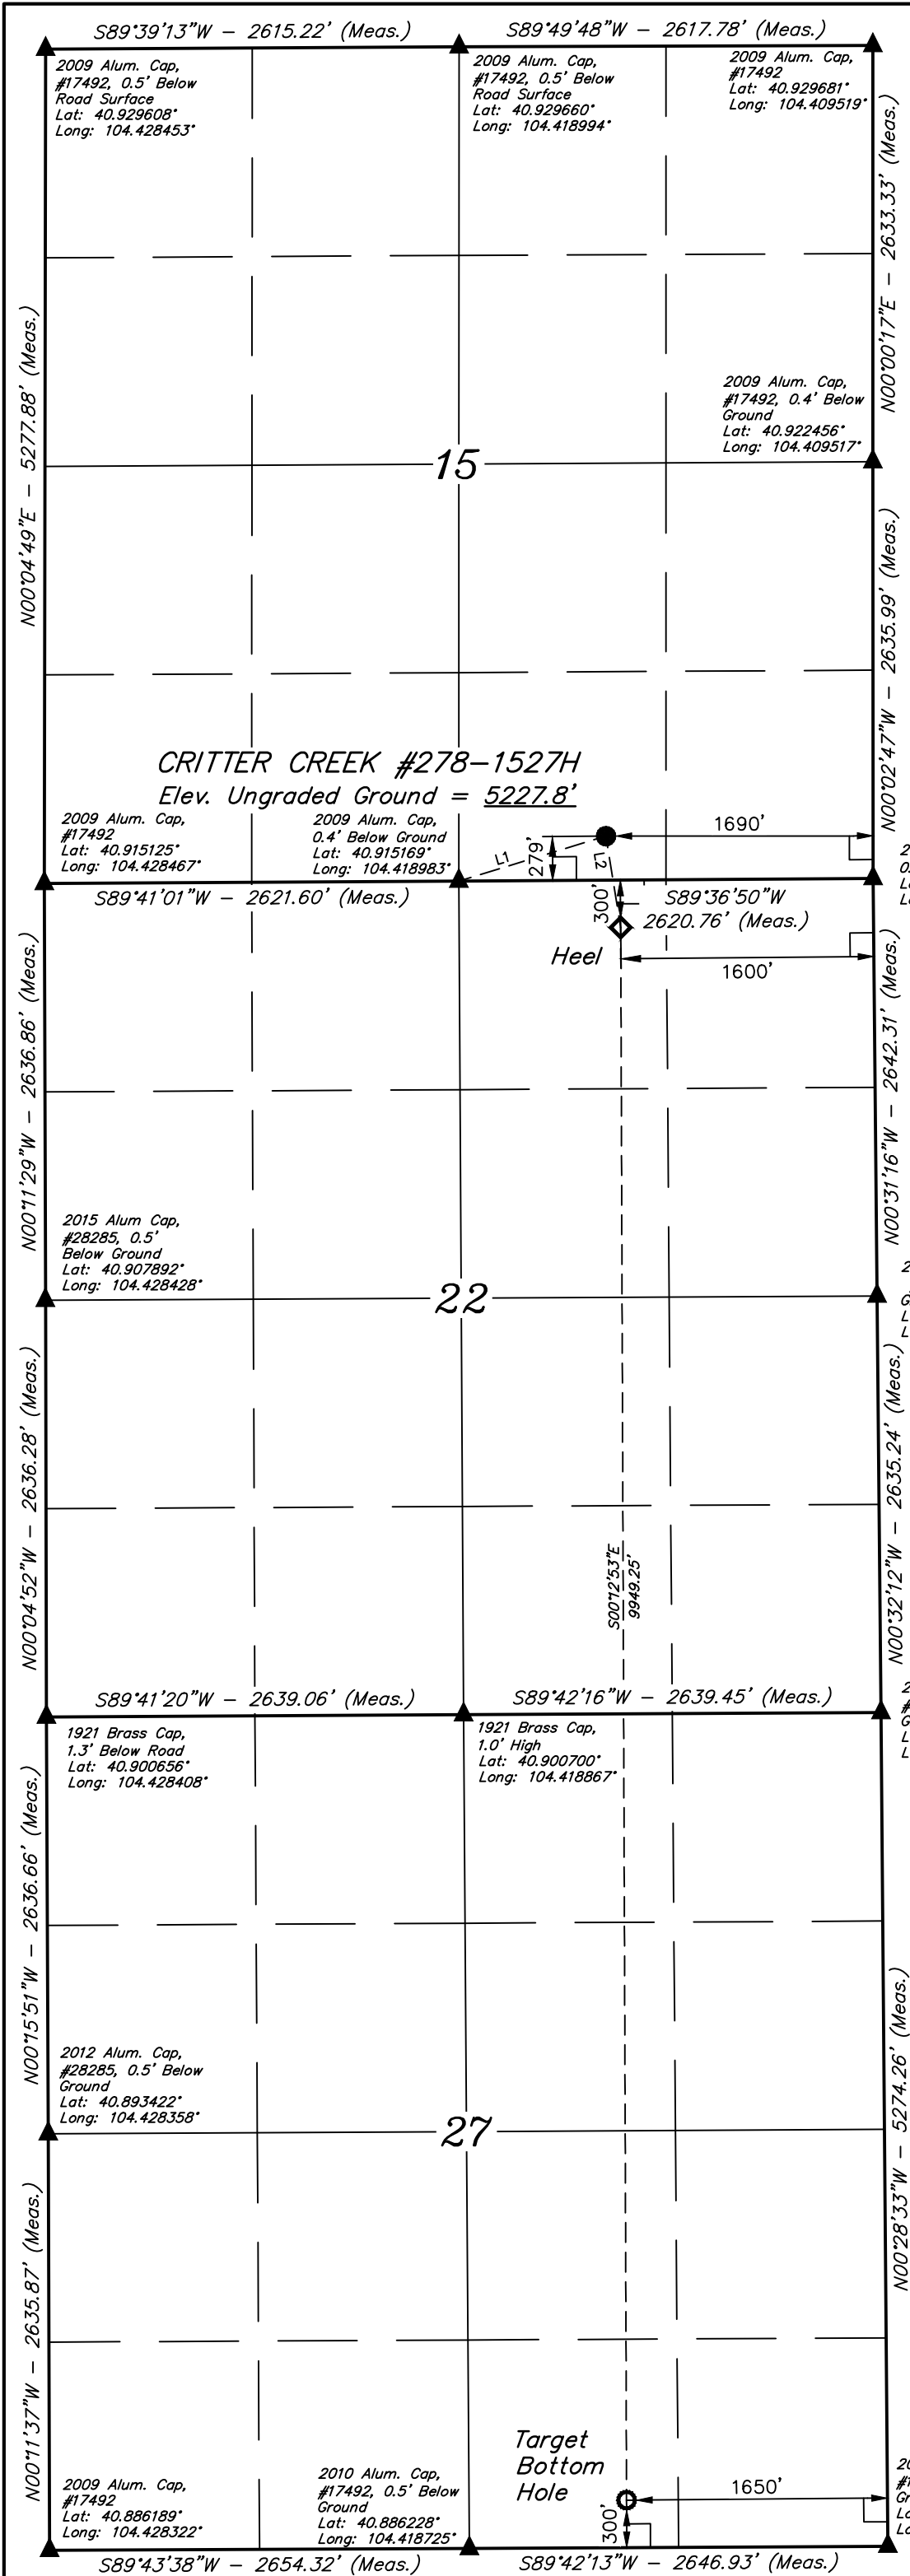 S89°39'13"W - 2615.22' (Meas.)
S89°49'48"W - 2617.78' (Meas.)
2009 Alum. Cap,
#17492, 0.5' Below
Road Surface
Lat: 40.929608°
Long: 104.428453°
2009 Alum. Cap,
#17492, 0.5' Below
Road Surface
Lat: 40.929660°
Long: 104.418994°
2009 Alum. Cap,
#17492
Lat: 40.929681°
Long: 104.409519°
N00°00'17"E - 2633.33' (Meas.)
N00°04'49"E - 5277.88' (Meas.)
2009 Alum. Cap,
#17492, 0.4' Below
Ground
Lat: 40.922456°
Long: 104.409517°
15
N00°02'47"W - 2635.99' (Meas.)
CRITTER CREEK #278-1527H
Elev. Ungraded Ground = 5227.8'
2009 Alum. Cap,
#17492
Lat: 40.915125°
Long: 104.428467°
2009 Alum. Cap,
0.4' Below Ground
Lat: 40.915169°
Long: 104.418983°
L1
279'
L2
1690'
S89°41'01"W - 2621.60' (Meas.)
300'
S89°36'50"W
2620.76' (Meas.)
Heel
1600'
N00°11'29"W - 2636.86' (Meas.)
N00°31'16"W - 2642.31' (Meas.)
2015 Alum Cap,
#28285, 0.5'
Below Ground
Lat: 40.907892°
Long: 104.428428°
22
N00°04'52"W - 2636.28' (Meas.)
S00°12'53"E
9949.25'
N00°32'12"W - 2635.24' (Meas.)
S89°41'20"W - 2639.06' (Meas.)
S89°42'16"W - 2639.45' (Meas.)
1921 Brass Cap,
1.3' Below Road
Lat: 40.900656°
Long: 104.428408°
1921 Brass Cap,
1.0' High
Lat: 40.900700°
Long: 104.418867°
N00°15'51"W - 2636.66' (Meas.)
2012 Alum. Cap,
#28285, 0.5' Below
Ground
Lat: 40.893422°
Long: 104.428358°
27
N00°28'33"W - 5274.26' (Meas.)
N00°11'37"W - 2635.87' (Meas.)
Target
Bottom
Hole
1650'
300'
2009 Alum. Cap,
#17492
Lat: 40.886189°
Long: 104.428322°
2010 Alum. Cap,
#17492, 0.5' Below
Ground
Lat: 40.886228°
Long: 104.418725°
S89°43'38"W - 2654.32' (Meas.)
S89°42'13"W - 2646.93' (Meas.)